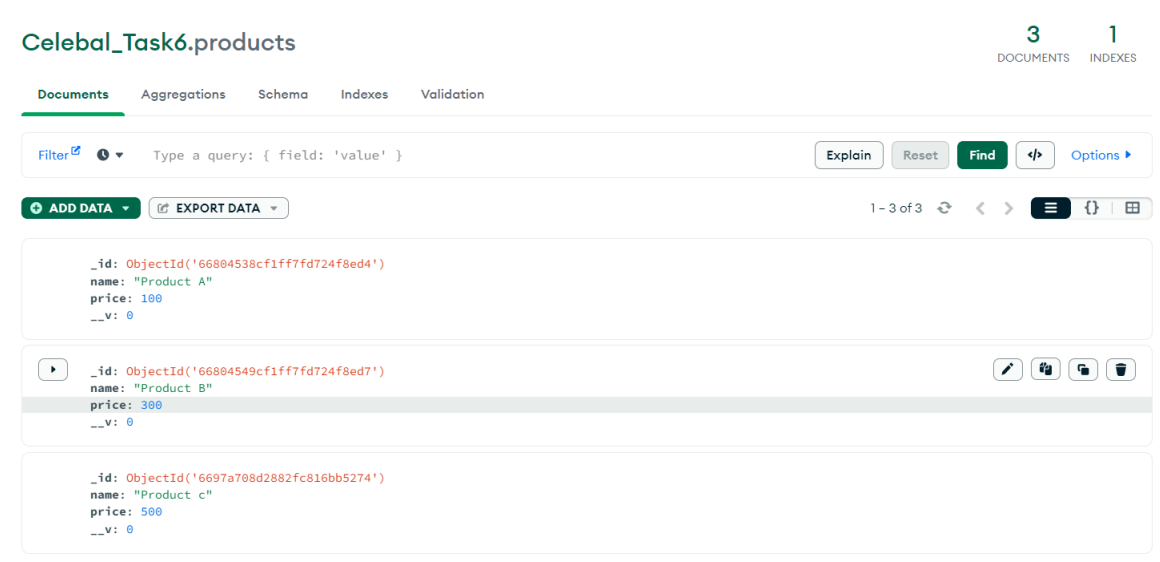 Celebal_Task6.products
3 1
DOCUMENTS INDEXES
Documents Aggregations Schema Indexes Validation
Filter Type a query: { field: 'value' } Explain Reset Find </> Options
ADD DATA EXPORT DATA 1 – 3 of 3 {}
_id: ObjectId('66804538cf1ff7fd724f8ed4')
name: "Product A"
price: 100
__v: 0
_id: ObjectId('66804549cf1ff7fd724f8ed7')
name: "Product B"
price: 300
__v: 0
_id: ObjectId('6697a708d2882fc816bb5274')
name: "Product c"
price: 500
__v: 0